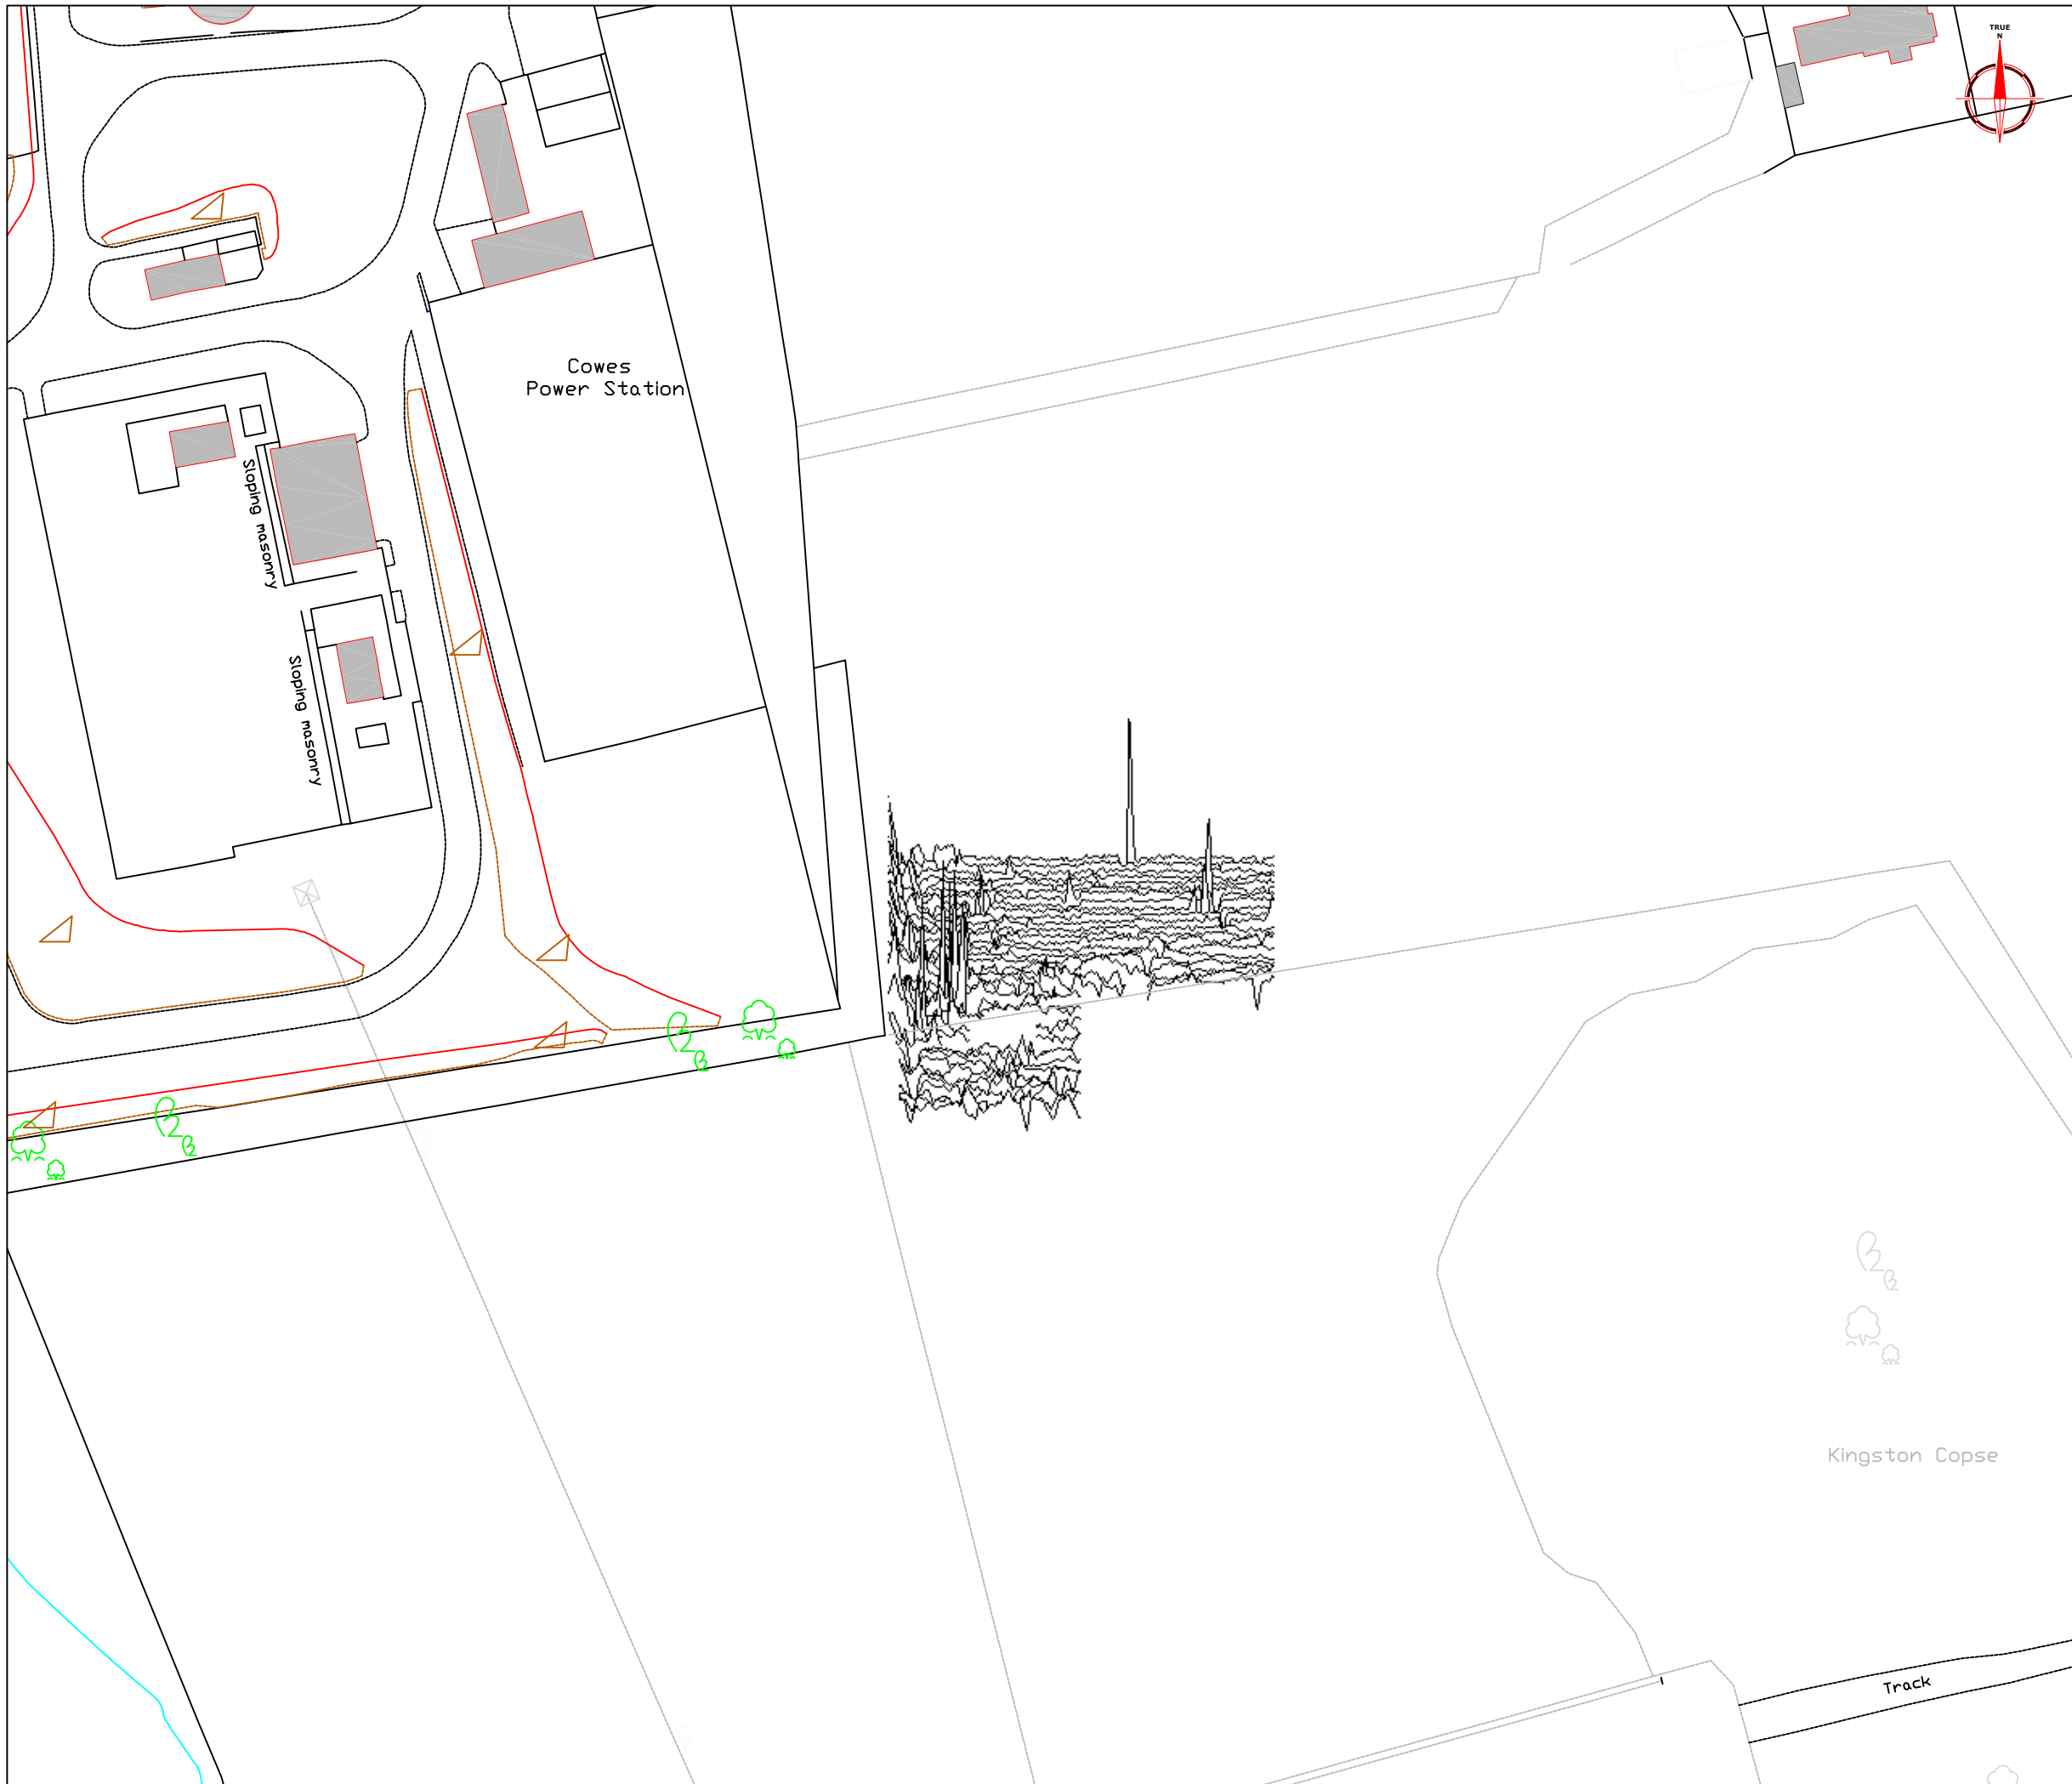 TRUE
N
Cowes
Power Station
Sloping masonry
Sloping masonry
Kingston Copse
Track